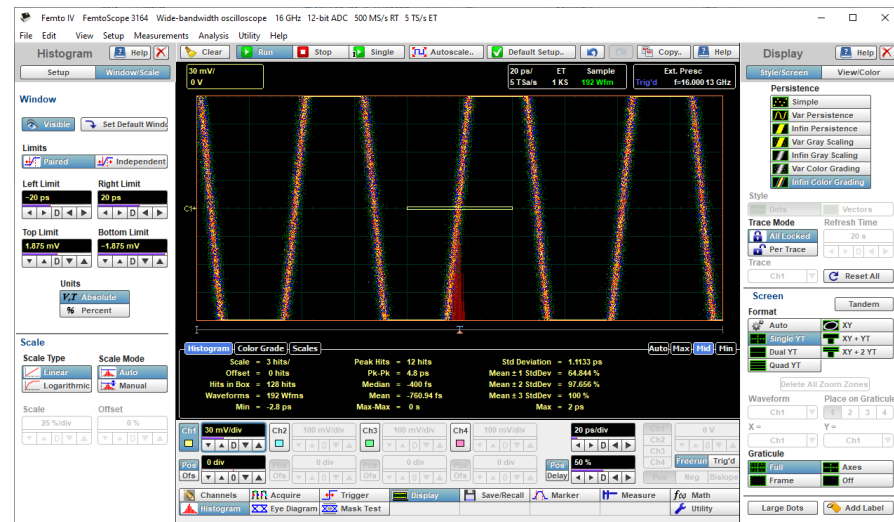 Femto IV FemtoScope 3164 Wide-bandwidth oscilloscope 16 GHz 12-bit ADC 500 MS/s RT 5 TS/s ET
File Edit View Setup Measurements Analysis Utility Help
Histogram Help
Clear Run Stop Single Autoscale.. Default Setup.. Copy.. Help
Display Help
Setup Window/Scale
Window
Visible Set Default Windo
Limits
Paired Independent
Left Limit Right Limit
-20 ps 20 ps
D D
Top Limit Bottom Limit
1.875 mV -1.875 mV
D D
Units
V,T Absolute
% Percent
Scale
Scale Type Scale Mode
Linear Auto
Logarithmic Manual
Scale Offset
25 %/div 0 %
D D
30 mV/
0 V
20 ps/ ET Sample
5 TSa/s 1 KS 192 Wfm
Ext. Presc
Trig'd f=16.000 13 GHz
C1
Histogram Color Grade Scales Auto Max Mid Min
Scale = 3 hits/ Peak Hits = 12 hits Std Deviation = 1.1133 ps
Offset = 0 hits Pk-Pk = 4.8 ps Mean ± 1 StdDev = 64.844 %
Hits in Box = 128 hits Median = -400 fs Mean ± 2 StdDev = 97.656 %
Waveforms = 192 Wfms Mean = -760.94 fs Mean ± 3 StdDev = 100 %
Min = -2.8 ps Max-Max = 0 s Max = 2 ps
Ch1 30 mV/div Ch2 100 mV/div Ch3 100 mV/div Ch4 100 mV/div 20 ps/div Ch1 0 V
D D D D D Ch2 D
Pos 0 div Pos 0 div Pos 0 div Pos 0 div Pos 50 % Ch3 Freerun Trig'd
Ofs D Ofs D Ofs D Ofs D Delay D Ch4 Pos Neg Bislope
Channels Acquire Trigger Display Save/Recall Marker Measure f(x) Math
Histogram Eye Diagram Mask Test Utility
Style/Screen View/Color
Persistence
Simple
Var Persistence
Infin Persistence
Var Gray Scaling
Infin Gray Scaling
Var Color Grading
Infin Color Grading
Style
Dots Vectors
Trace Mode Refresh Time
All Locked 20 s
Per Trace D
Trace
Ch1 Reset All
Screen
Format Tandem
Auto XY
Single YT XY + YT
Dual YT XY + 2 YT
Quad YT
Delete All Zoom Zones
Waveform Place on Graticule
Ch1 1 2 3 4
X = Y =
Ch1 Ch1
Graticule
Full Axes
Frame Off
Large Dots Add Label